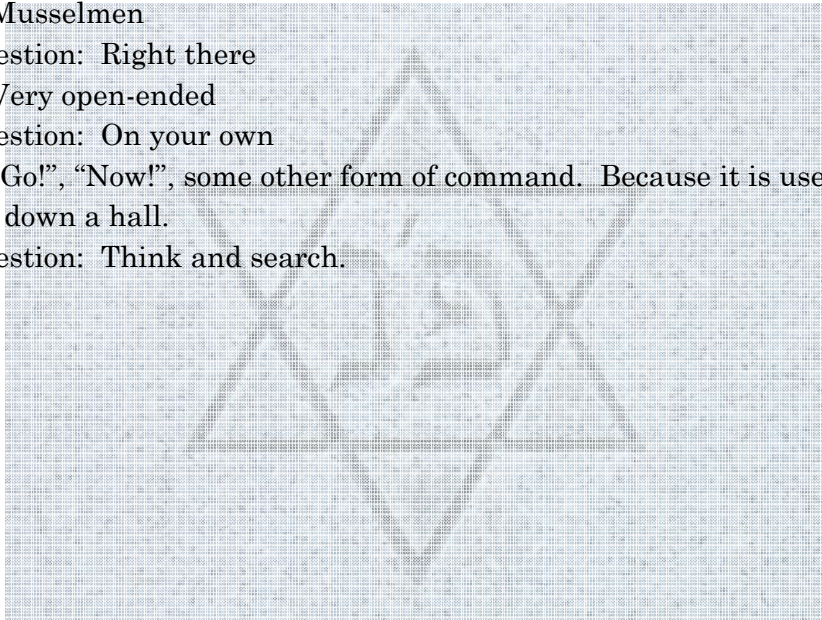 Musselmen
estion: Right there
Very open-ended
estion: On your own
Go!”, “Now!”, some other form of command. Because it is use
down a hall.
estion: Think and search.